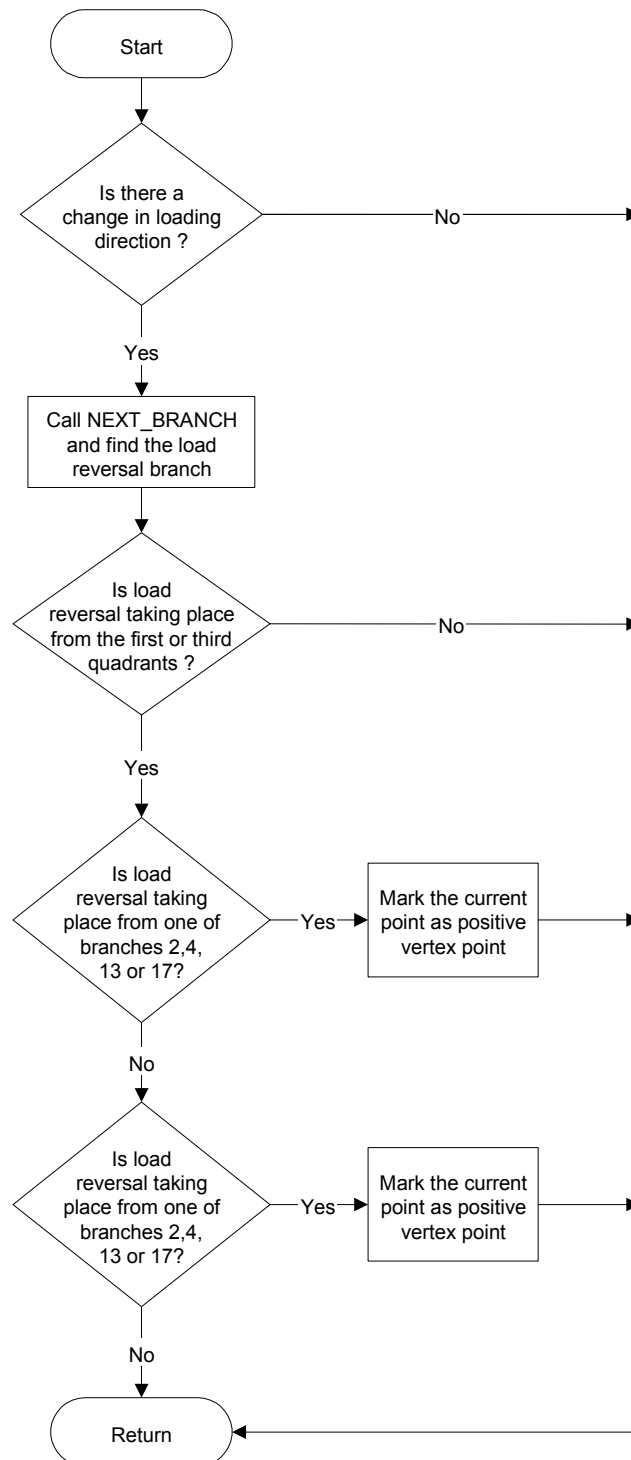 Start
Is there a
change in loading
direction ?
No
Yes
Call NEXT_BRANCH
and find the load
reversal branch
Is load
reversal taking place
from the first or third
quadrants ?
No
Yes
Is load
reversal taking
place from one of
branches 2,4,
13 or 17?
Yes
Mark the current
point as positive
vertex point
No
Is load
reversal taking
place from one of
branches 2,4,
13 or 17?
Yes
Mark the current
point as positive
vertex point
No
Return